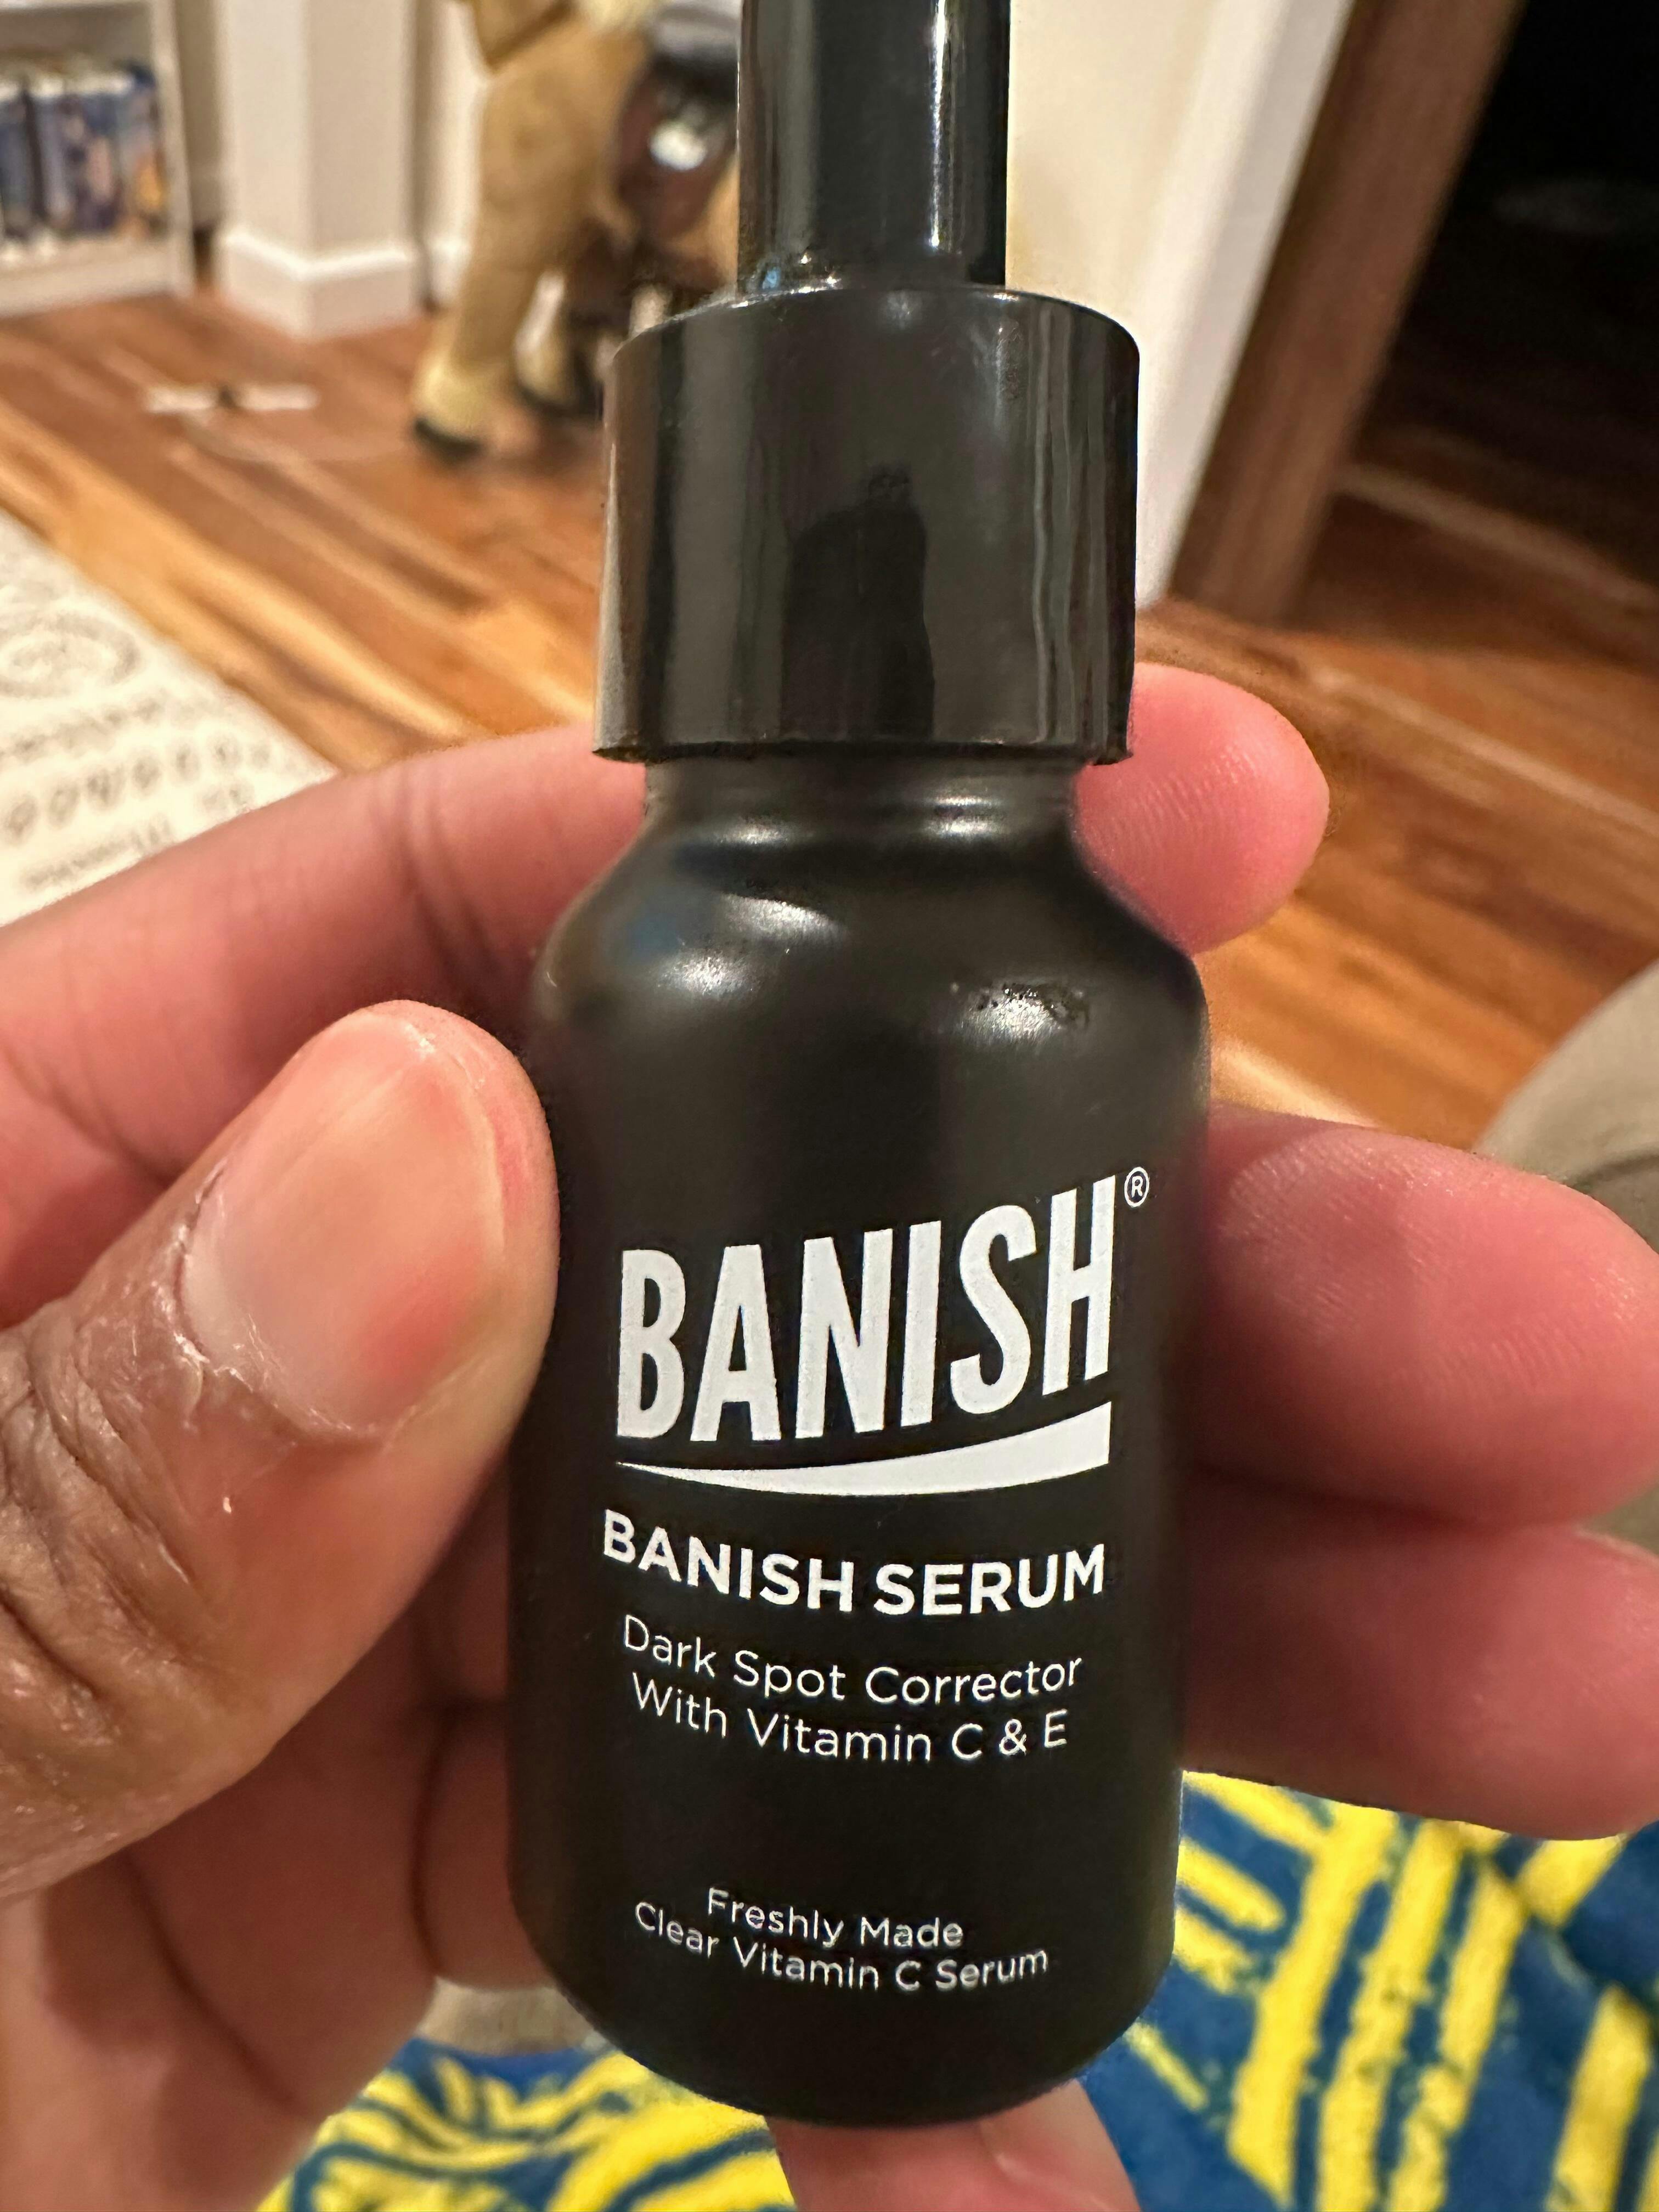 BANISH®
BANISH SERUM
Dark Spot Corrector
With Vitamin C & E
Freshly Made
Clear Vitamin C Serum